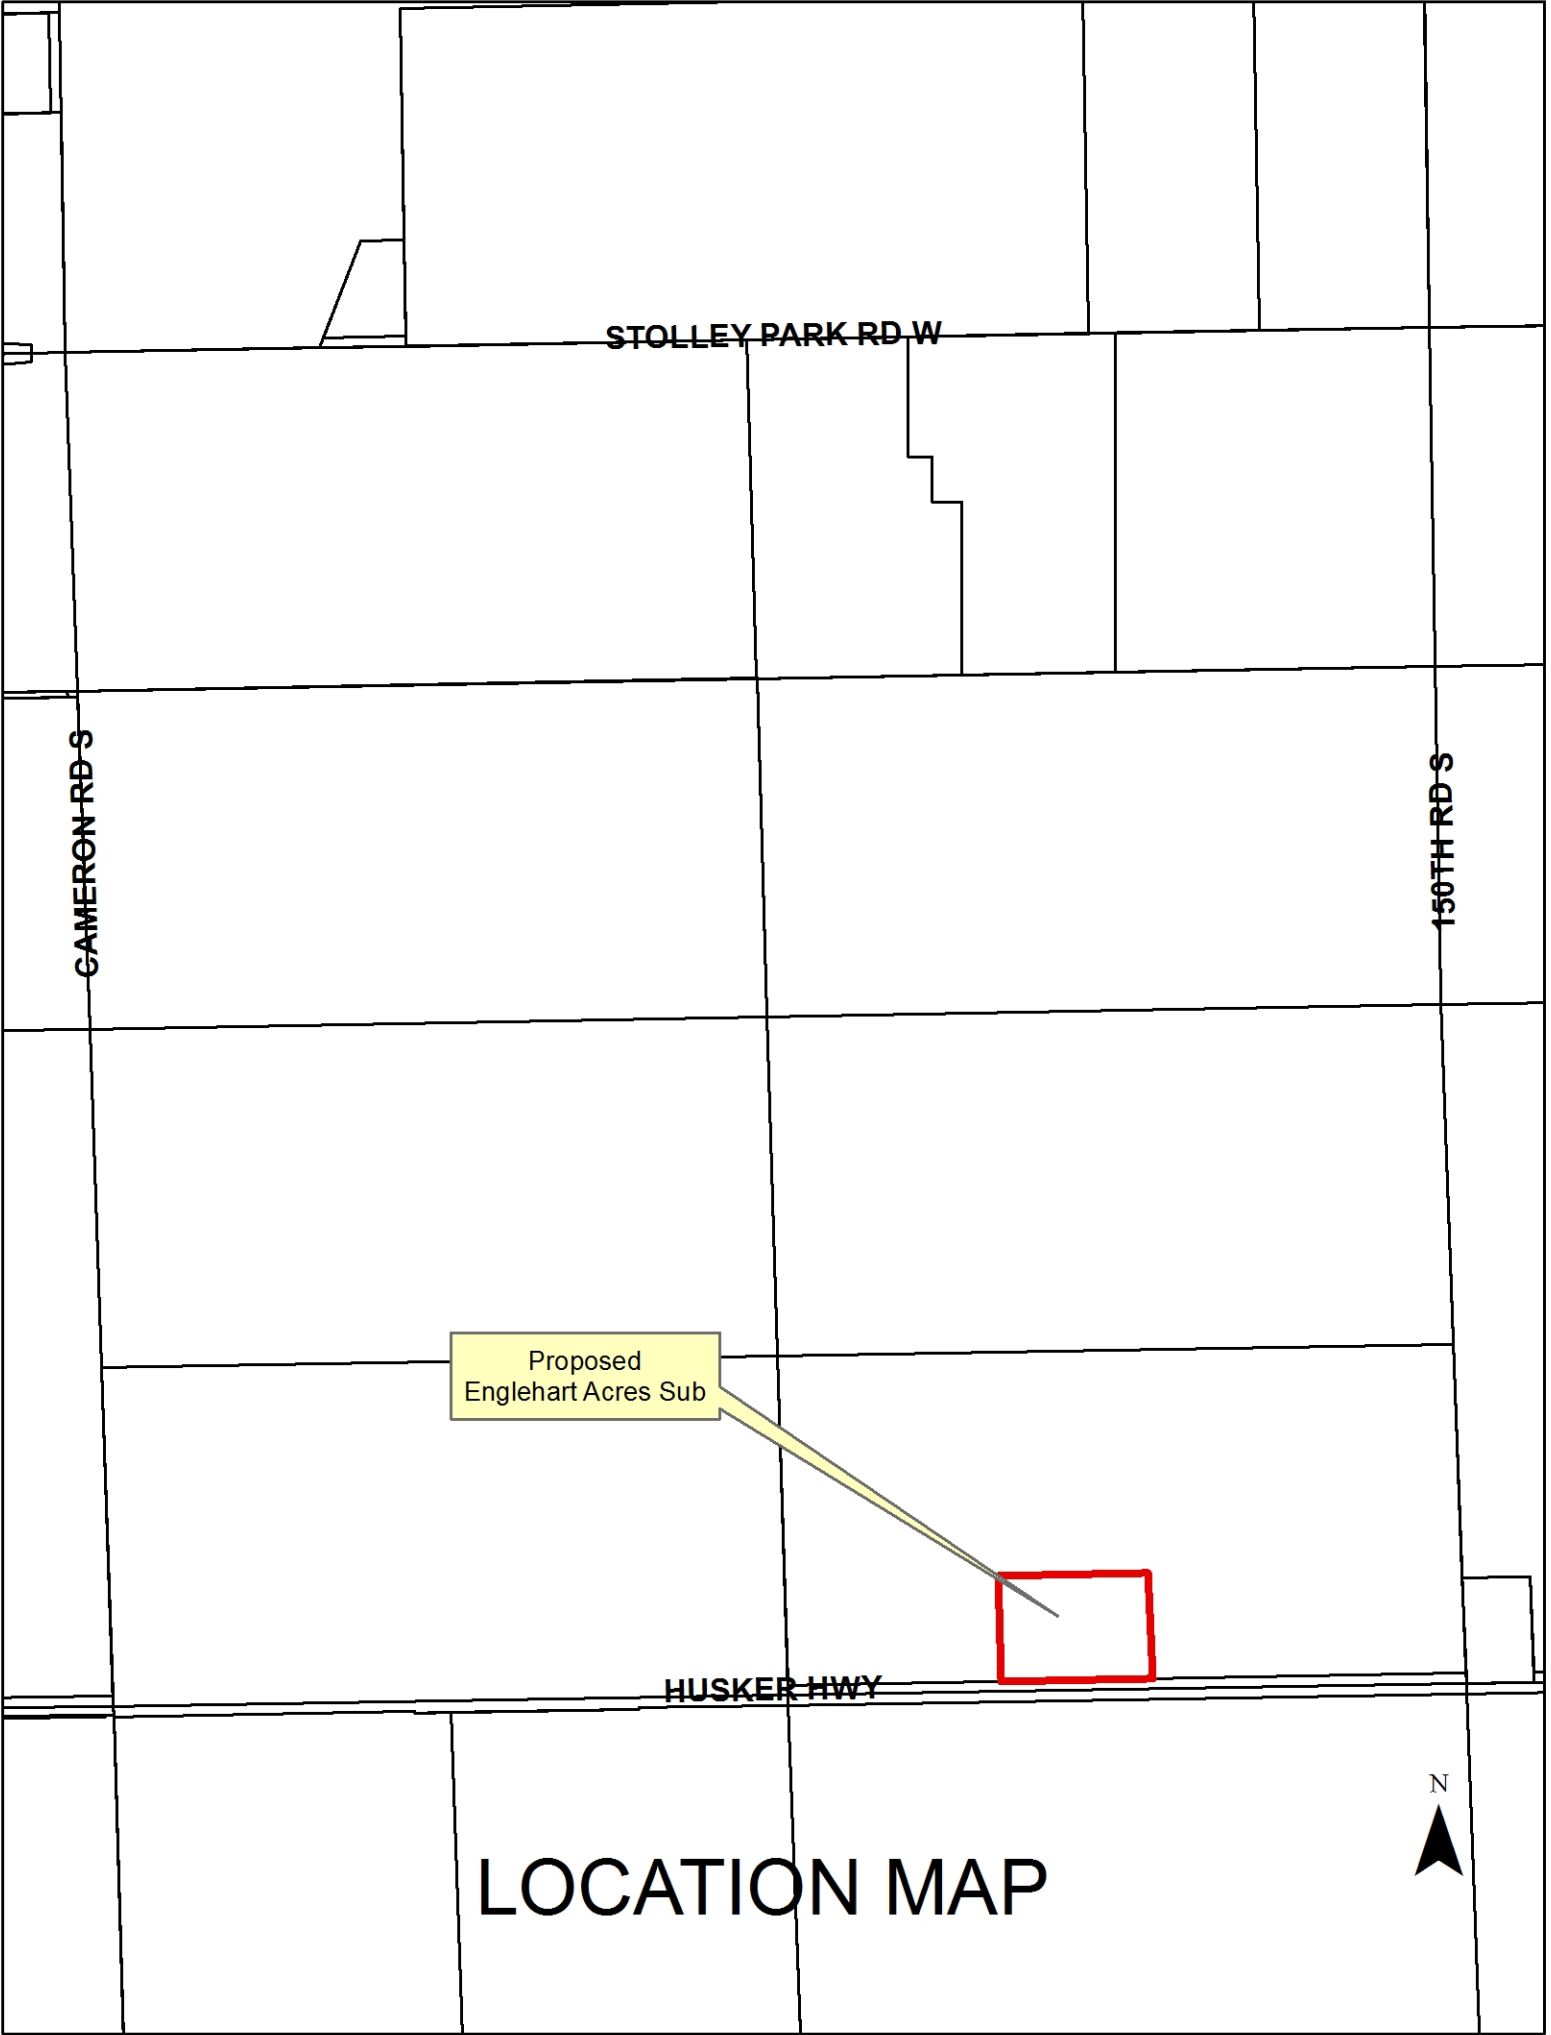 STOLLEY PARK RD W
CAMERON RD S
150TH RD S
Proposed
Englehart Acres Sub
HUSKER HWY
N
LOCATION MAP